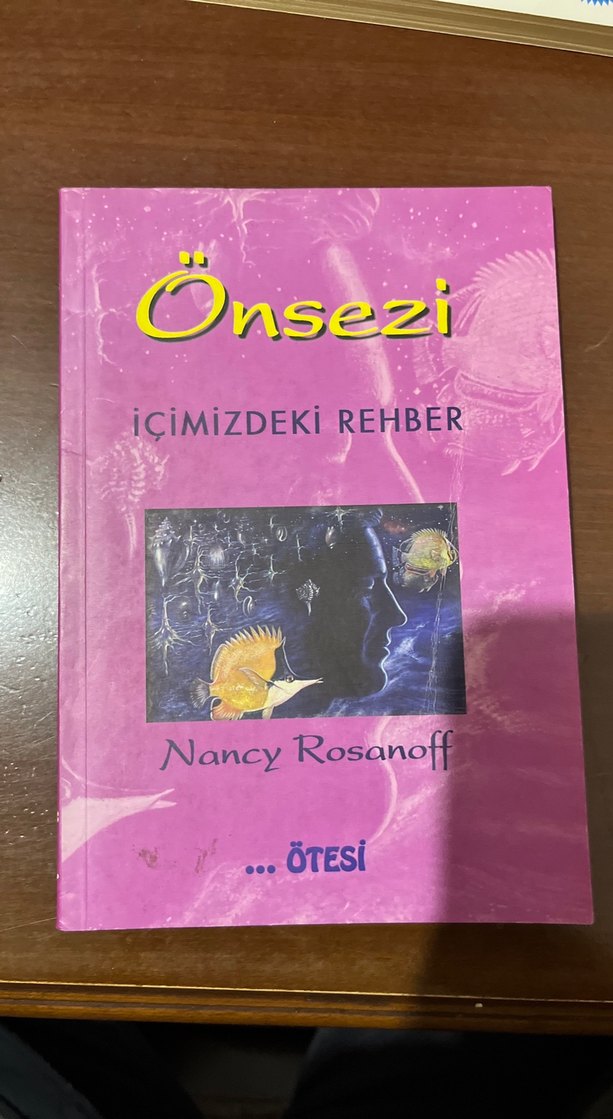 Önsezi
İÇİMİZDEKİ REHBER
Nancy Rosanoff
... ÖTESİ